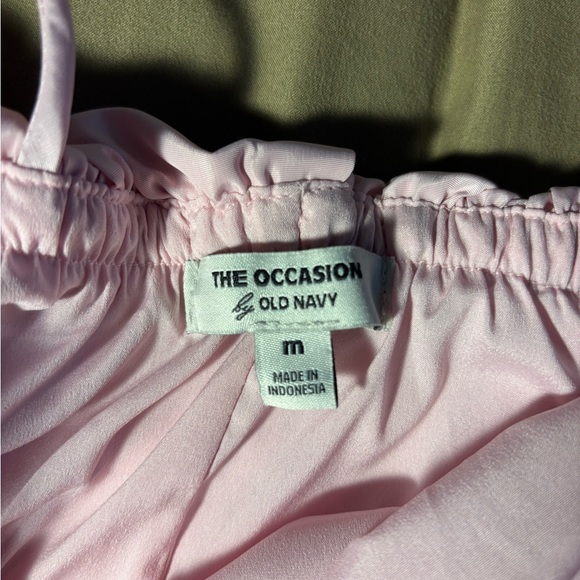 THE OCCASION
by OLD NAVY
m
MADE IN
INDONESIA